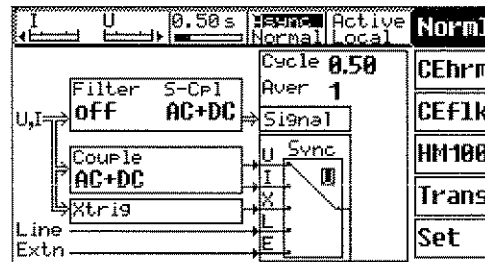 I U 0.50 s Async Active
Normal Local
Norml
Cycle 0.50
Aver 1
CEhrm
Filter S-Cpl
off AC+DC
U,I
Signal
CEflk
Couple
AC+DC
Sync
U
I
X
L
E
U
HM100
Xtrig
Trans
Line
Extn
Set